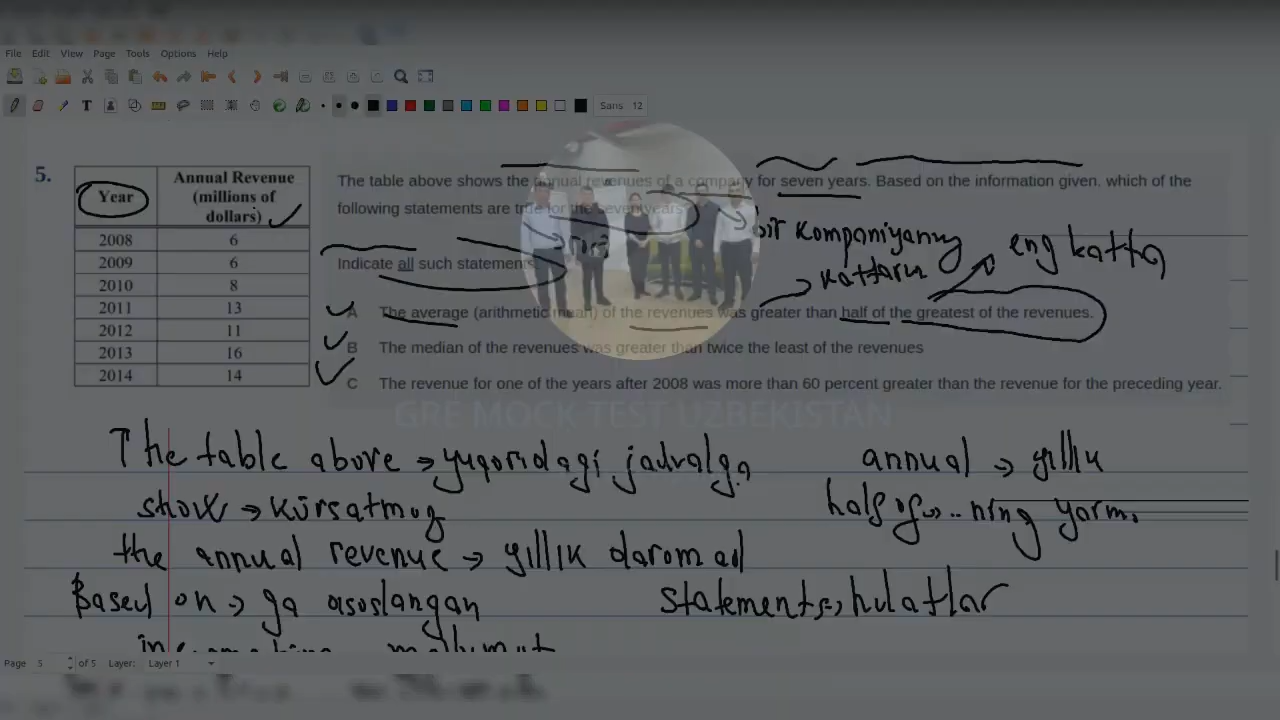 File Edit View Page Tools Options Help
Sans 12
5.
Year Annual Revenue (millions of dollars)
2008 6
2009 6
2010 8
2011 13
2012 11
2013 16
2014 14
The table above shows the annual revenues of a company for seven years. Based on the information given. which of the
following statements are true for the seven years
Indicate all such statements
bir kompaniyaning
kattaru
eng katta
A The average (arithmetic mean) of the revenues was greater than half of the greatest of the revenues.
B The median of the revenues was greater than twice the least of the revenues
C The revenue for one of the years after 2008 was more than 60 percent greater than the revenue for the preceding year.
GRE MOCK TEST UZBEKISTAN
The table above → yuqoridagi jadvalga
annual → yillik
show → kŭrsatmoq
half of → .. ning yarmi
the annual revenue → yillik daromad
Based on → ga asoslangan
statements → hulatlar
Page 5 of 5 Layer: Layer 1